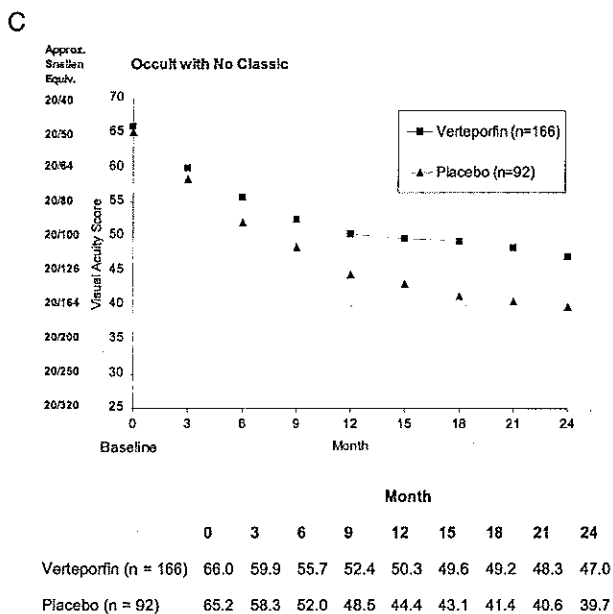 C
Approx.
Snellen
Equiv.
Occult with No Classic
20/40
20/50
20/64
20/80
20/100
20/126
20/164
20/200
20/250
20/320
Visual Acuity Score
70
65
60
55
50
45
40
35
30
25
Verteporfin (n=166)
Placebo (n=92)
0 3 6 9 12 15 18 21 24
Baseline
Month
Month
0 3 6 9 12 15 18 21 24
Verteporfin (n = 166) 66.0 59.9 55.7 52.4 50.3 49.6 49.2 48.3 47.0
Placebo (n = 92) 65.2 58.3 52.0 48.5 44.4 43.1 41.4 40.6 39.7